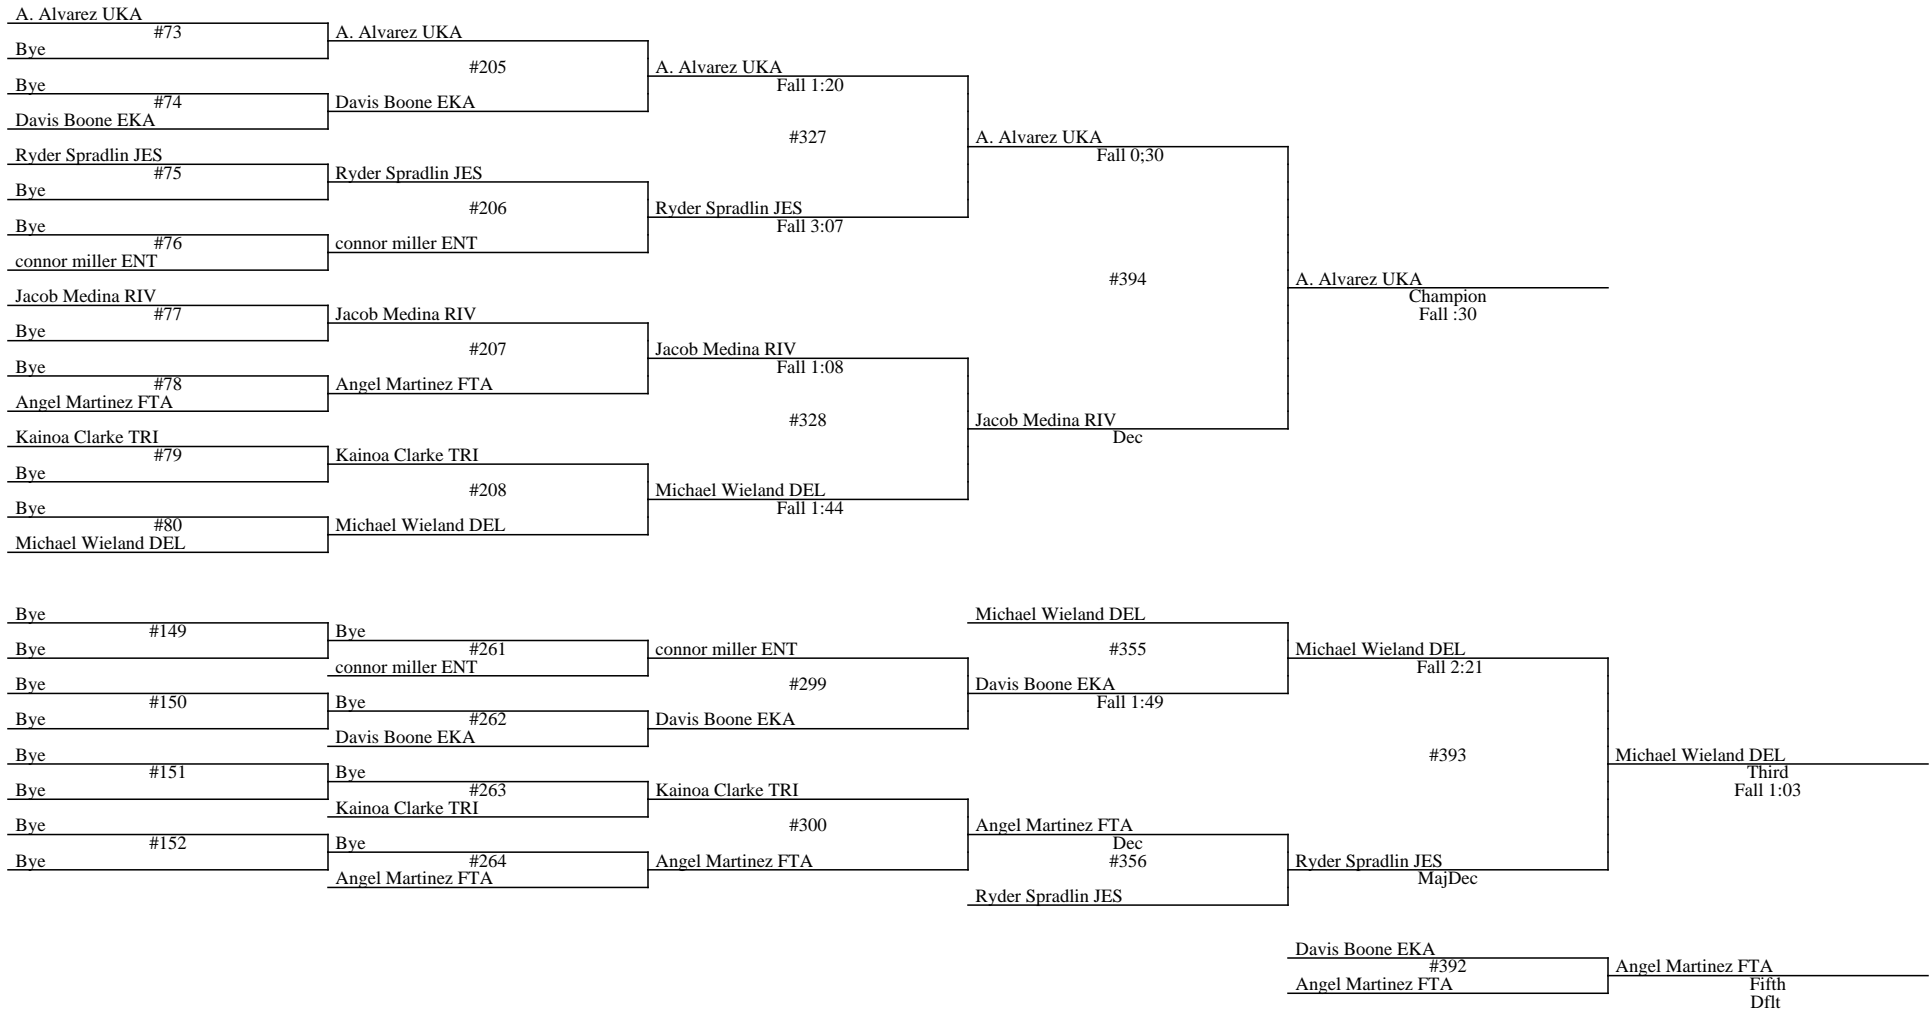 A. Alvarez UKA
#73
Bye
A. Alvarez UKA
#205
Bye
#74
Davis Boone EKA
Davis Boone EKA
A. Alvarez UKA
Fall 1:20
#327
Ryder Spradlin JES
#75
Bye
Ryder Spradlin JES
#206
Bye
#76
connor miller ENT
connor miller ENT
Ryder Spradlin JES
Fall 3:07
A. Alvarez UKA
Fall 0;30
#394
Jacob Medina RIV
#77
Bye
Jacob Medina RIV
#207
Bye
#78
Angel Martinez FTA
Angel Martinez FTA
Jacob Medina RIV
Fall 1:08
#328
Kainoa Clarke TRI
#79
Bye
Kainoa Clarke TRI
#208
Bye
#80
Michael Wieland DEL
Michael Wieland DEL
Michael Wieland DEL
Fall 1:44
Jacob Medina RIV
Dec
A. Alvarez UKA
Champion
Fall :30
Bye
#149
Bye
Bye
#261
connor miller ENT
connor miller ENT
#299
Bye
#150
Bye
Bye
#262
Davis Boone EKA
Davis Boone EKA
Michael Wieland DEL
#355
Davis Boone EKA
Fall 1:49
Michael Wieland DEL
Fall 2:21
#393
Bye
#151
Bye
Bye
#263
Kainoa Clarke TRI
Kainoa Clarke TRI
#300
Bye
#152
Bye
Bye
#264
Angel Martinez FTA
Angel Martinez FTA
Angel Martinez FTA
Dec
#356
Ryder Spradlin JES
Ryder Spradlin JES
MajDec
Michael Wieland DEL
Third
Fall 1:03
Davis Boone EKA
#392
Angel Martinez FTA
Angel Martinez FTA
Fifth
Dflt